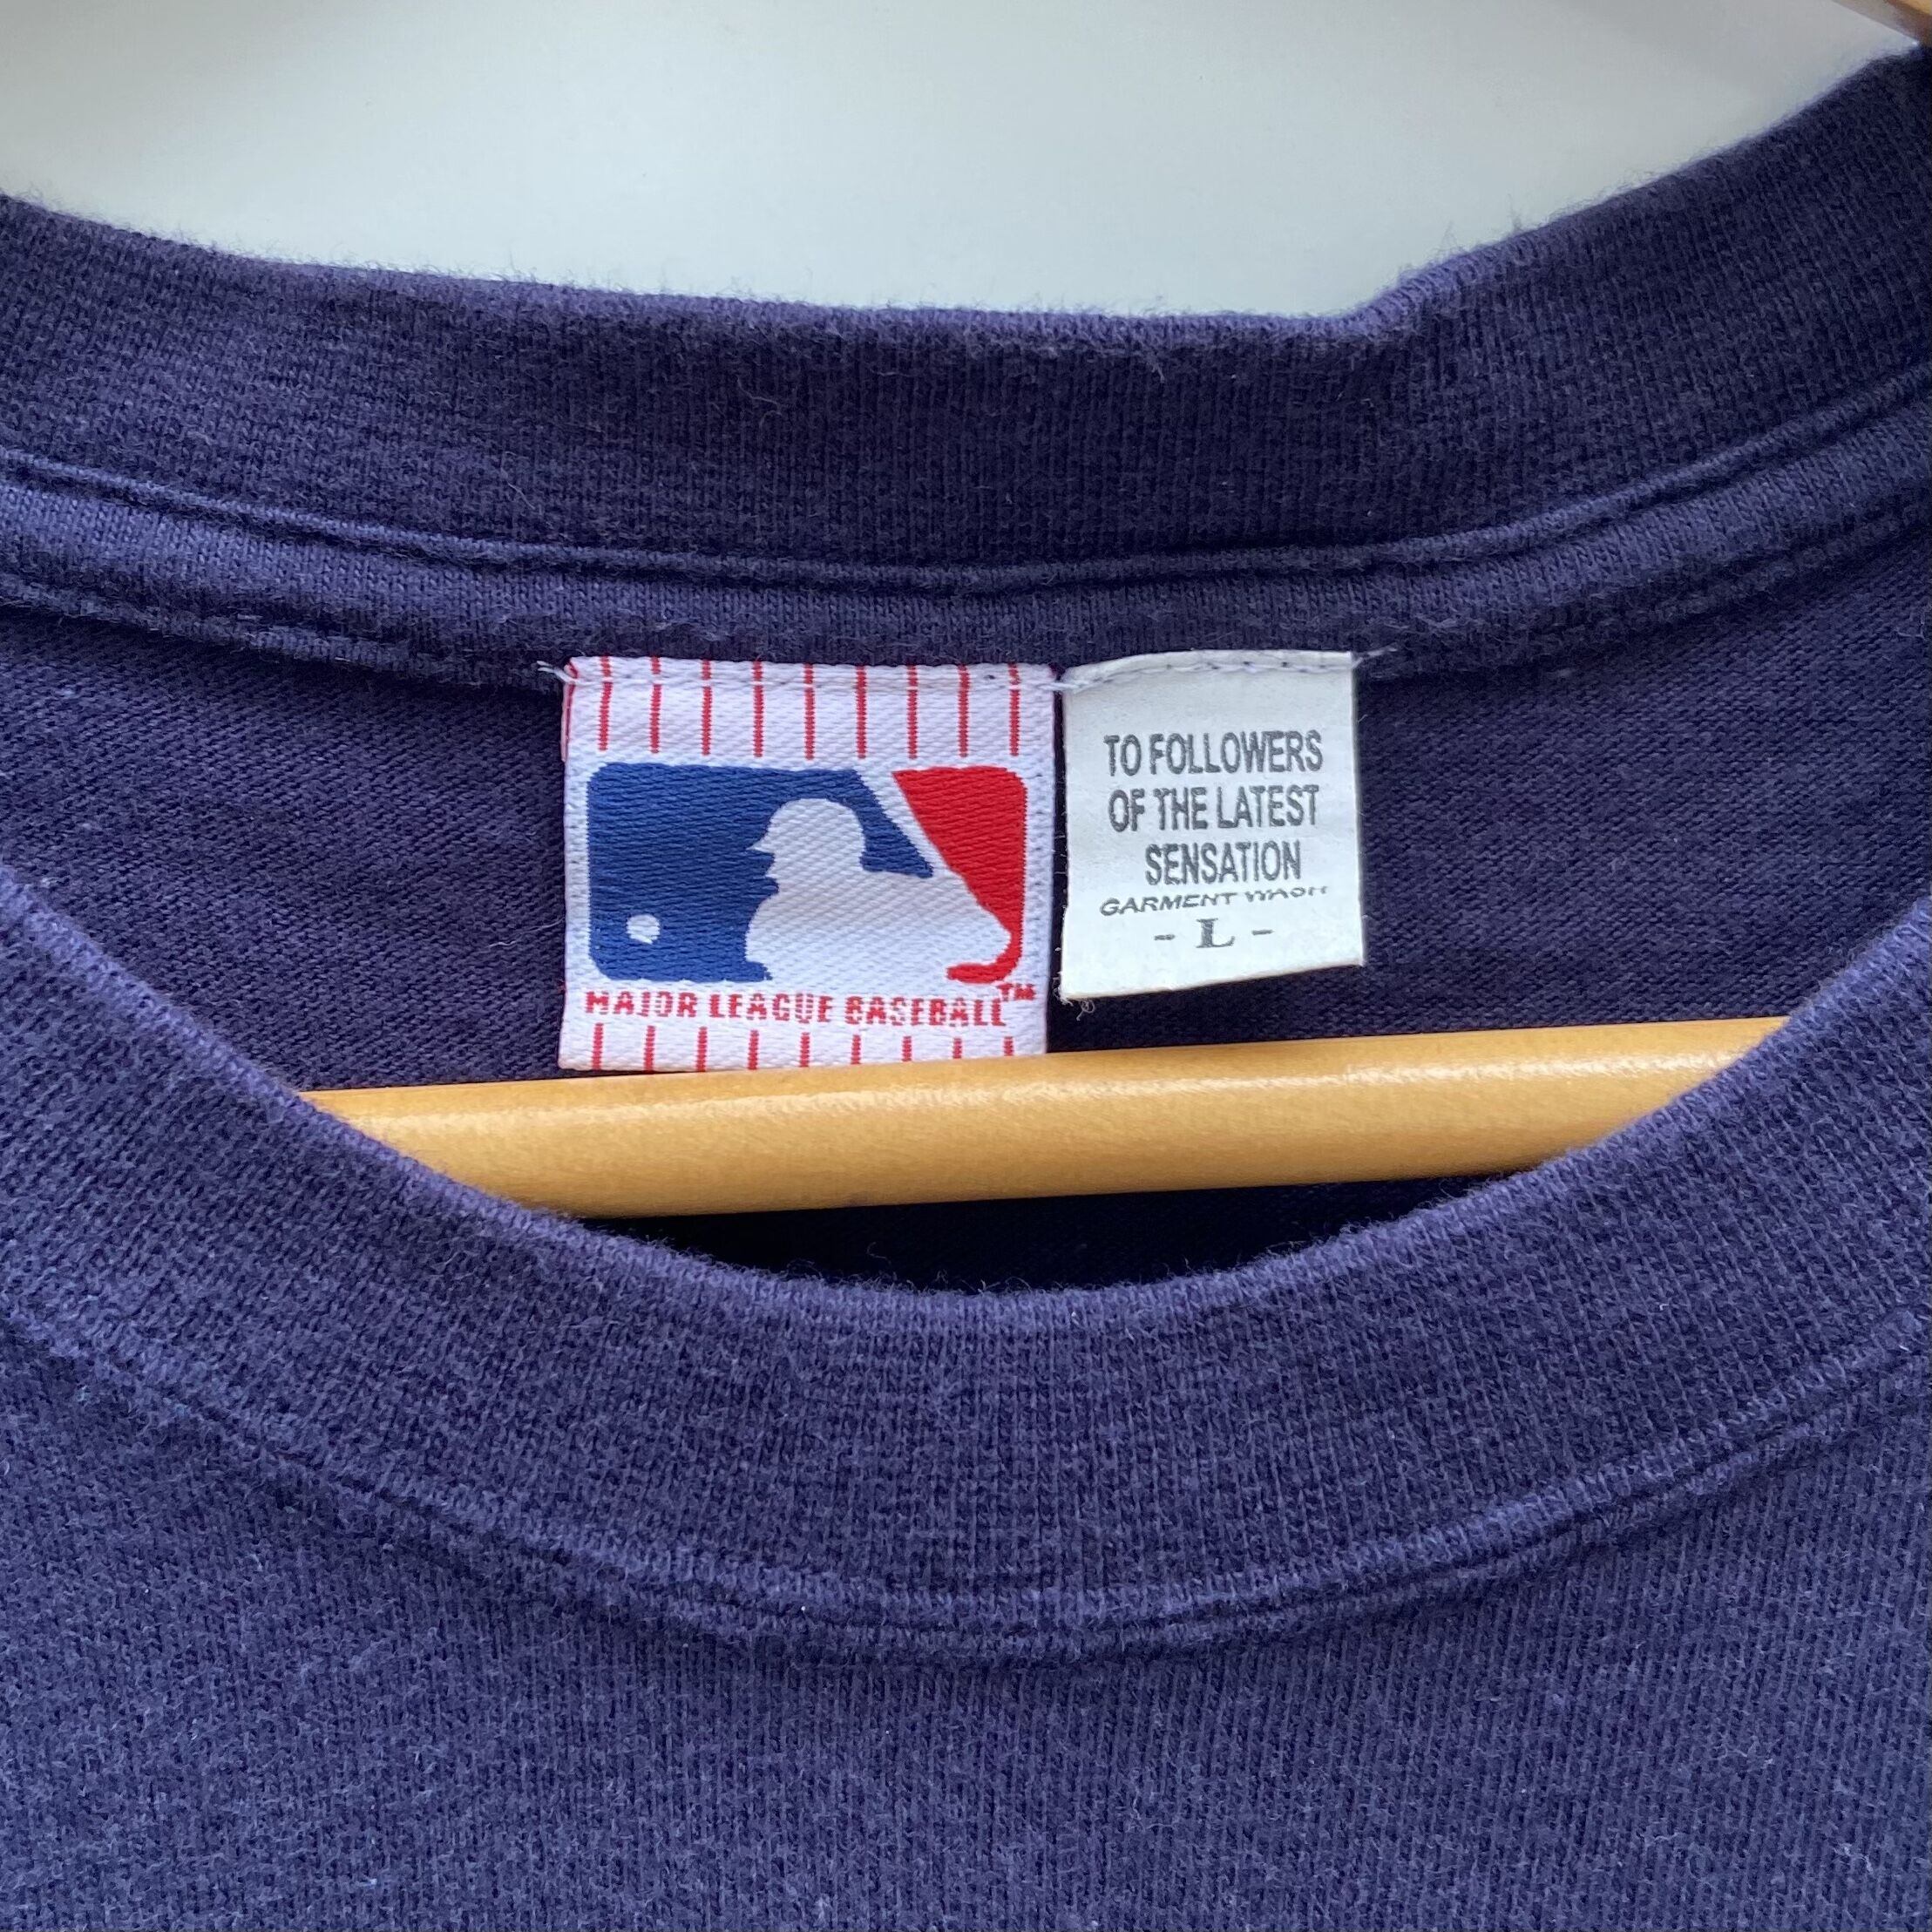 MAJOR LEAGUE BASEBALL™
TO FOLLOWERS
OF THE LATEST
SENSATION
GARMENT WASH
- L -